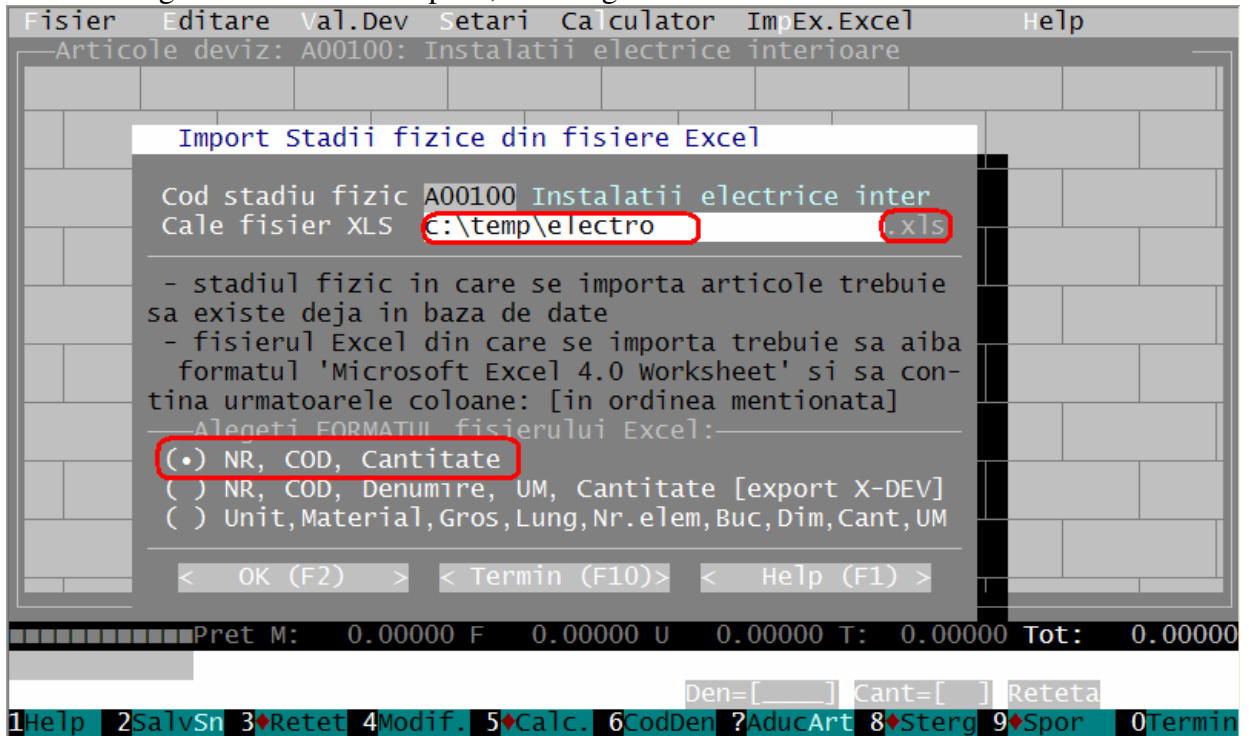 Fisier Editare Val.Dev Setari Calculator ImpEx.Excel Help
Articole deviz: A00100: Instalatii electrice interioare
Import Stadii fizice din fisiere Excel
Cod stadiu fizic A00100 Instalatii electrice inter
Cale fisier XLS c:\temp\electro .xls
- stadiul fizic in care se importa articole trebuie
sa existe deja in baza de date
- fisierul Excel din care se importa trebuie sa aiba
formatul 'Microsoft Excel 4.0 Worksheet' si sa con-
tina urmatoarele coloane: [in ordinea mentionata]
Alegeti FORMATUL fisierului Excel:
(•) NR, COD, Cantitate
( ) NR, COD, Denumire, UM, Cantitate [export X-DEV]
( ) Unit,Material,Gros,Lung,Nr.elem,Buc,Dim,Cant,UM
< OK (F2) > < Termin (F10)> < Help (F1) >
Pret M: 0.00000 F 0.00000 U 0.00000 T: 0.00000 Tot: 0.00000
Den=[____] Cant=[ ] Reteta
1Help 2SalvSn 3♦Retet 4Modif. 5♦Calc. 6CodDen ?AducArt 8♦Sterg 9♦Spor 0Termin